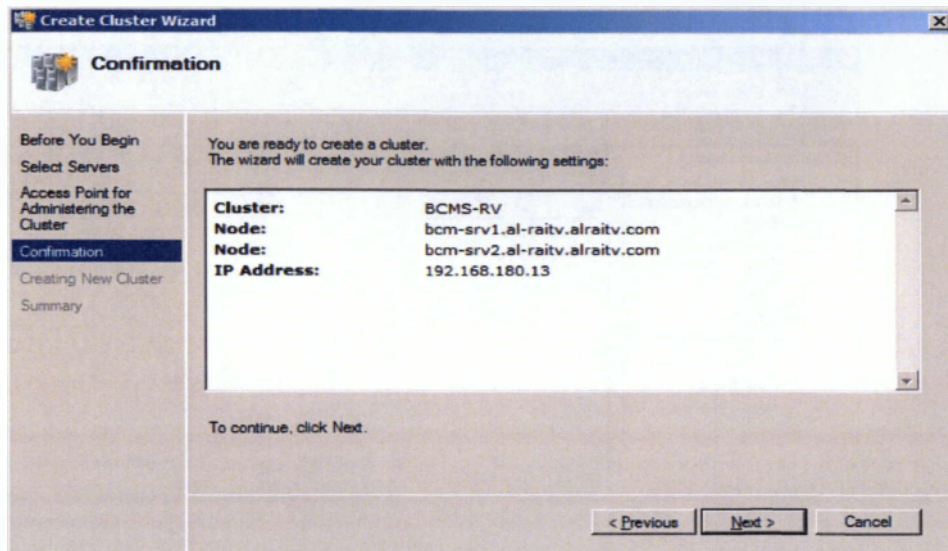 Create Cluster Wizard
Confirmation
Before You Begin
Select Servers
Access Point for
Administering the
Cluster
Confirmation
Creating New Cluster
Summary
You are ready to create a cluster.
The wizard will create your cluster with the following settings:
Cluster: BCMS-RV
Node: bcm-srv1.al-raitv.alraitv.com
Node: bcm-srv2.al-raitv.alraitv.com
IP Address: 192.168.180.13
To continue, click Next.
< Previous Next > Cancel